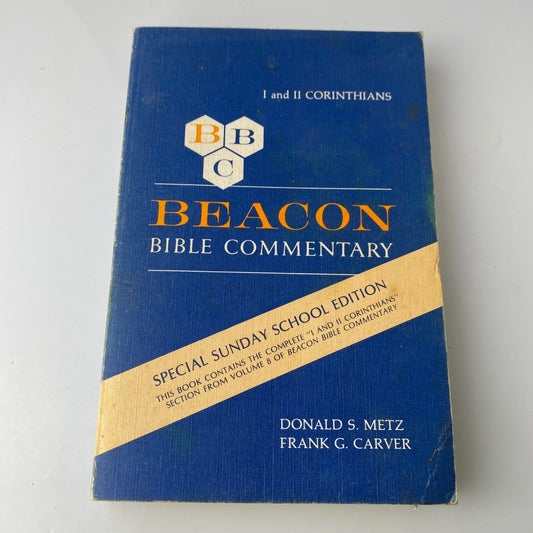 I and II CORINTHIANS
B B
C
BEACON
BIBLE COMMENTARY
SPECIAL SUNDAY SCHOOL EDITION
THIS BOOK CONTAINS THE COMPLETE "I AND II CORINTHIANS"
SECTION FROM VOLUME 8 OF BEACON BIBLE COMMENTARY
DONALD S. METZ
FRANK G. CARVER